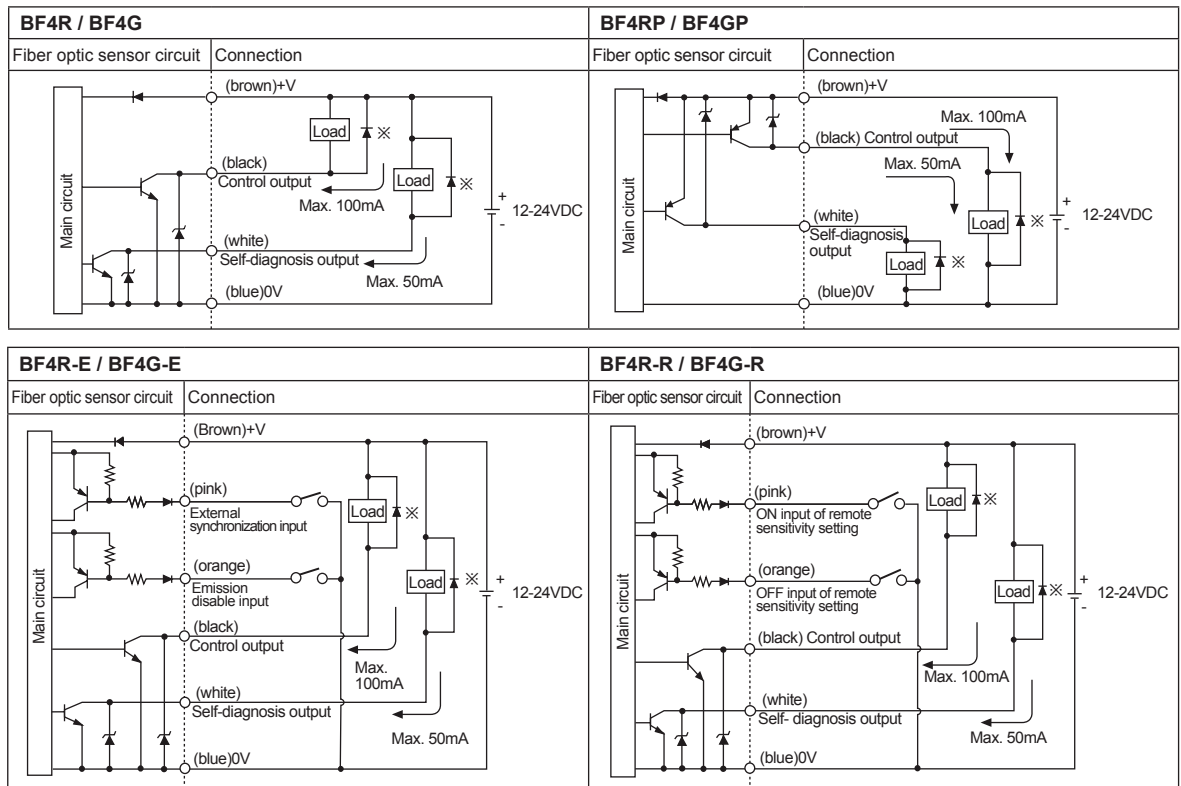 BF4R / BF4G
Fiber optic sensor circuit
Connection
(brown)+V
Load
※
(black)
Control output
Load
※
Max. 100mA
+
12-24VDC
-
Main circuit
(white)
Self-diagnosis output
Max. 50mA
(blue)0V
BF4RP / BF4GP
Fiber optic sensor circuit
Connection
(brown)+V
Max. 100mA
(black) Control output
Max. 50mA
Main circuit
(white)
Self-diagnosis
output
Load
※
Load
※
+
12-24VDC
-
(blue)0V
BF4R-E / BF4G-E
Fiber optic sensor circuit
Connection
(Brown)+V
(pink)
External
synchronization input
Load
※
(orange)
Emission
disable input
Load
※
+
12-24VDC
-
Main circuit
(black)
Control output
Max.
100mA
(white)
Self-diagnosis output
Max. 50mA
(blue)0V
BF4R-R / BF4G-R
Fiber optic sensor circuit
Connection
(brown)+V
(pink)
ON input of remote
sensitivity setting
Load
※
(orange)
OFF input of remote
sensitivity setting
Load
※
+
12-24VDC
-
Main circuit
(black) Control output
Max. 100mA
(white)
Self- diagnosis output
Max. 50mA
(blue)0V